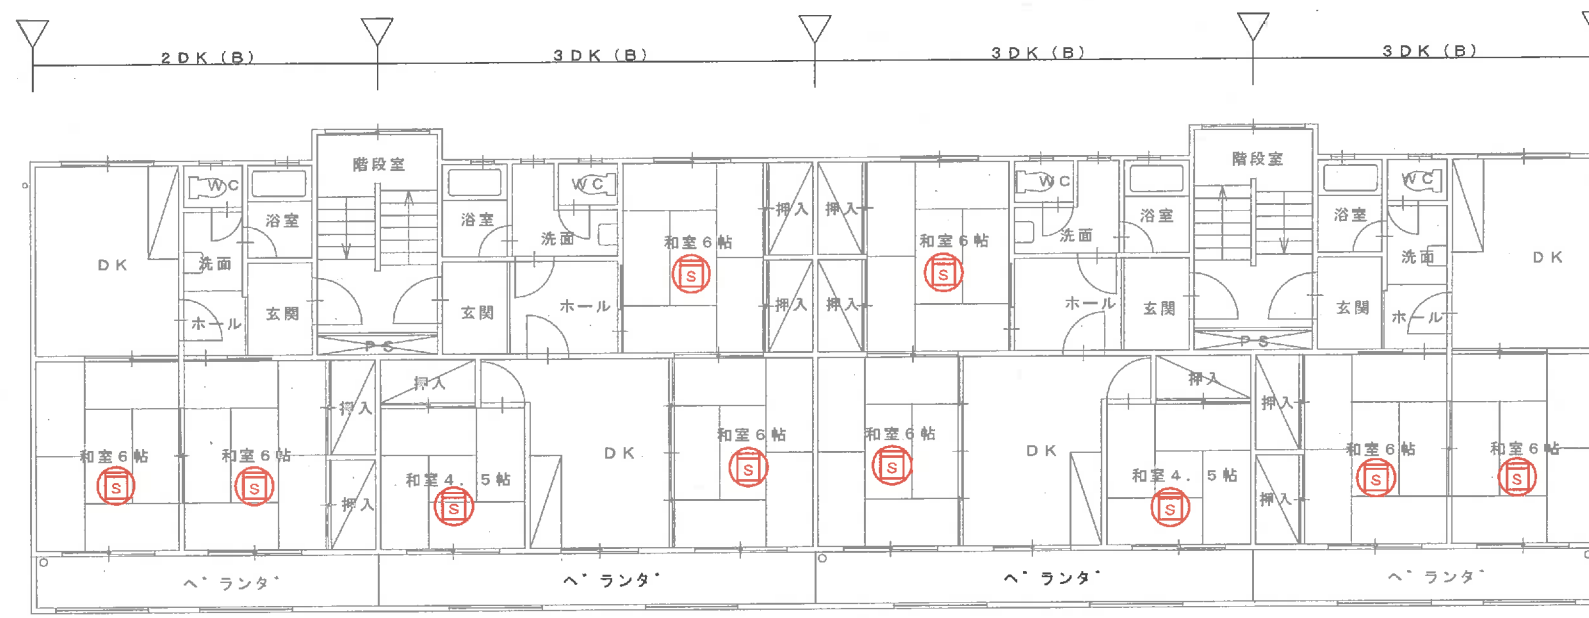 2DK(B)
3DK(B)
3DK(B)
3DK(B)
階段室
階段室
WC
WC
WC
WC
浴室
浴室
浴室
浴室
押入
押入
和室6帖
和室6帖
洗面
洗面
洗面
洗面
DK
DK
S
S
玄関
ホール
玄関
ホール
押入
押入
ホール
玄関
玄関
ホール
PS
PS
押入
押入
押入
押入
和室6帖
和室6帖
和室6帖
和室6帖
和室6帖
和室6帖
DK
DK
和室4.5帖
和室4.5帖
S
S
S
S
S
S
S
S
押入
押入
ベランダ
ベランダ
ベランダ
ベランダ